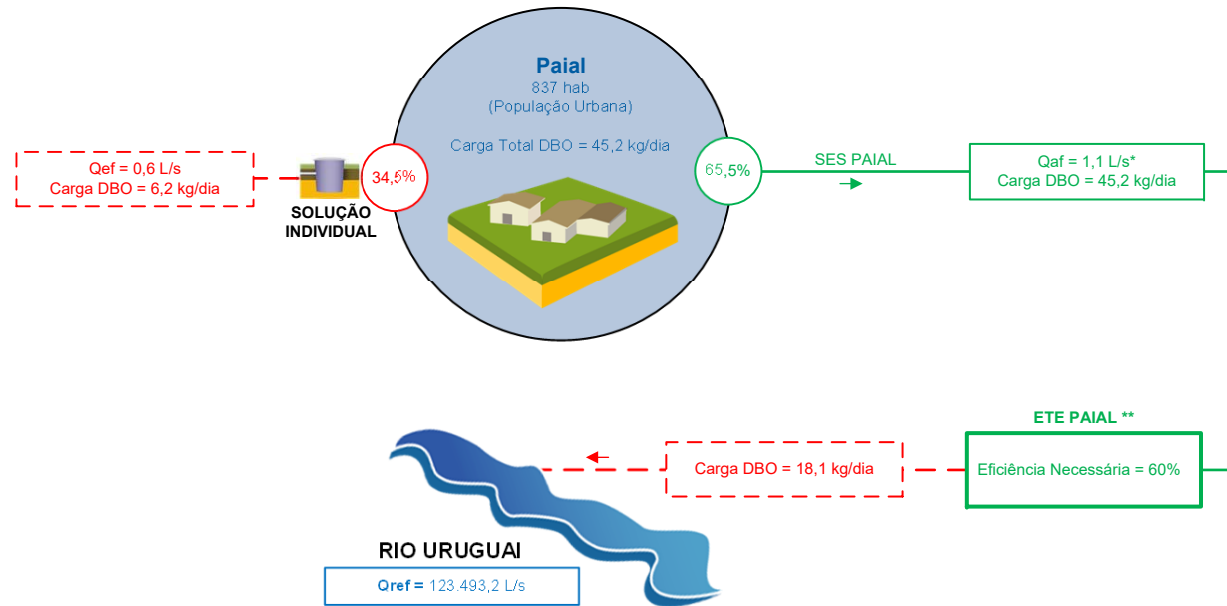 Paial
837 hab
(População Urbana)
Carga Total DBO = 45,2 kg/dia
Qef = 0,6 L/s
Carga DBO = 6,2 kg/dia
SOLUÇÃO
INDIVIDUAL
34,5%
65,5%
SES PAIAL
Qaf = 1,1 L/s*
Carga DBO = 45,2 kg/dia
ETE PAIAL **
Eficiência Necessária = 60%
Carga DBO = 18,1 kg/dia
RIO URUGUAI
Qref = 123.493,2 L/s